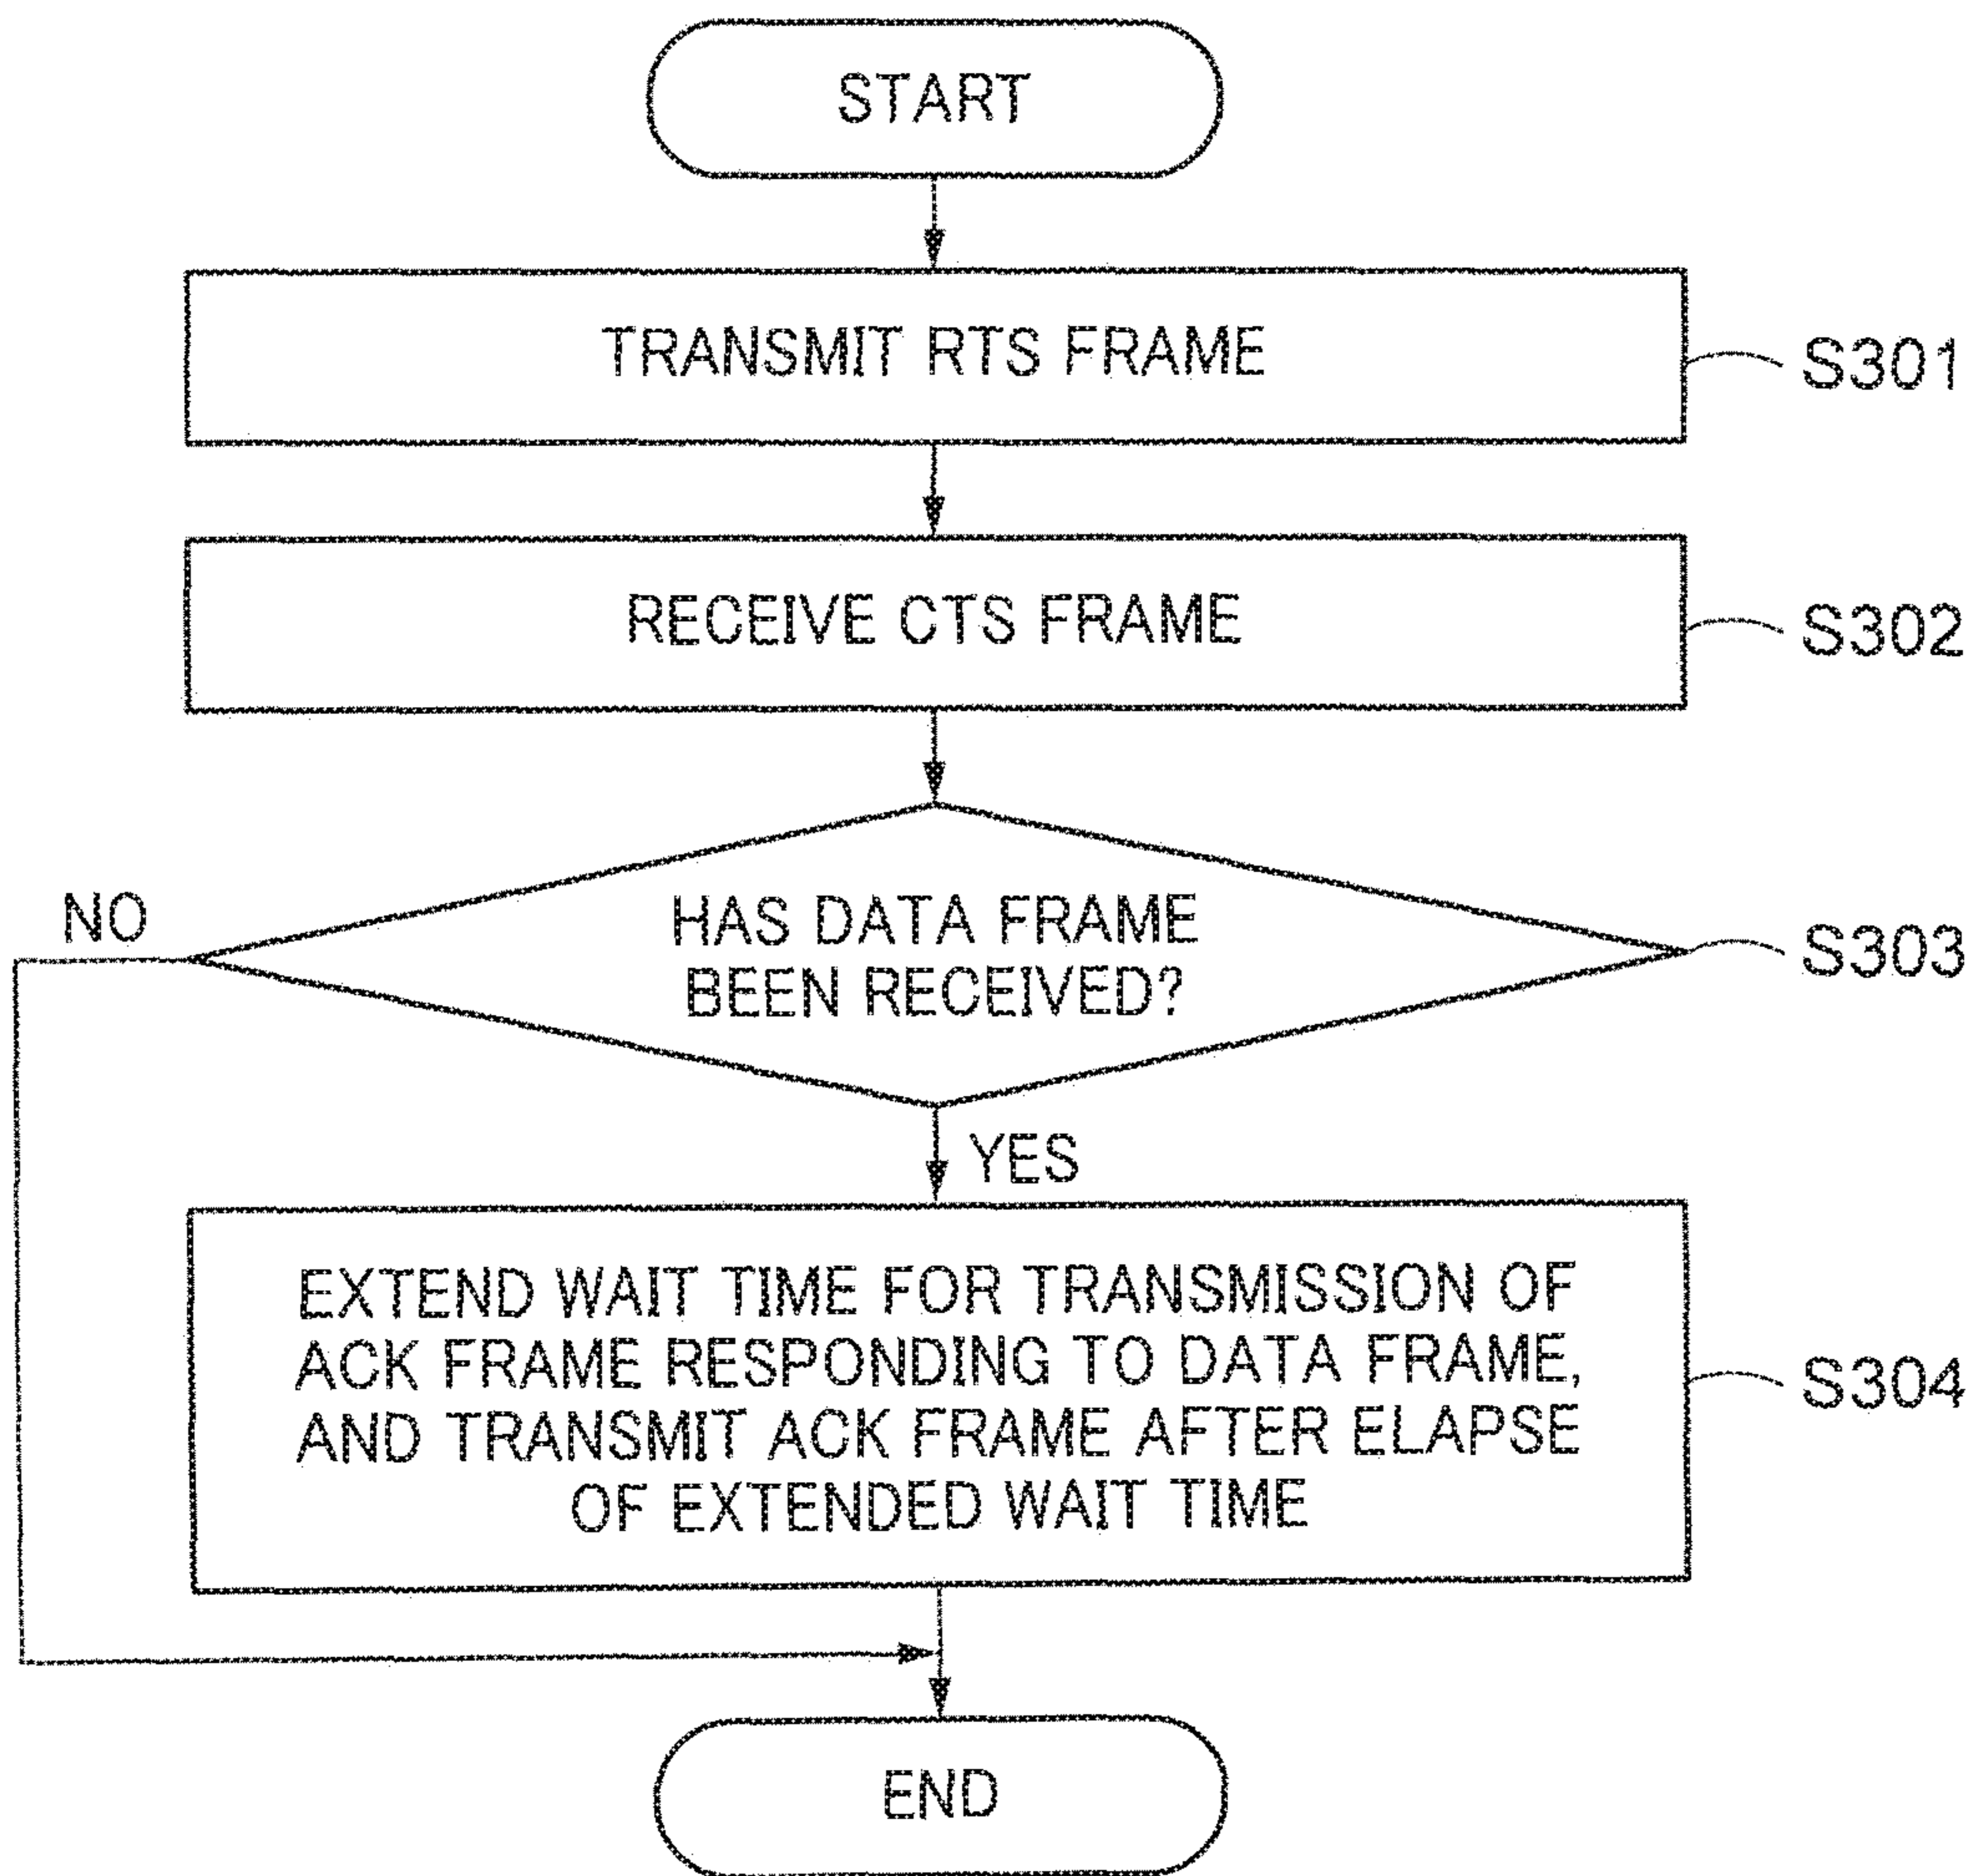 START
TRANSMIT RTS FRAME
S301
RECEIVE CTS FRAME
S302
NO
HAS DATA FRAME
BEEN RECEIVED?
S303
YES
EXTEND WAIT TIME FOR TRANSMISSION OF
ACK FRAME RESPONDING TO DATA FRAME,
AND TRANSMIT ACK FRAME AFTER ELAPSE
OF EXTENDED WAIT TIME
S304
END